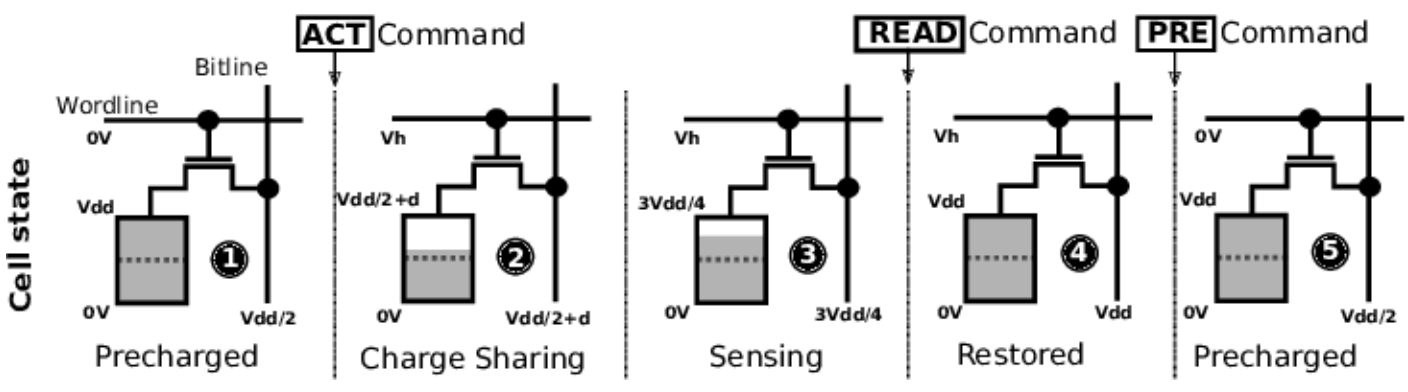 ACT Command
READ Command
PRE Command
Bitline
Wordline
Cell state
0V
Vdd
1
0V
Vdd/2
Precharged
Vh
Vdd/2+d
2
0V
Vdd/2+d
Charge Sharing
Vh
3Vdd/4
3
0V
3Vdd/4
Sensing
Vh
Vdd
4
0V
Vdd
Restored
0V
Vdd
5
0V
Vdd/2
Precharged